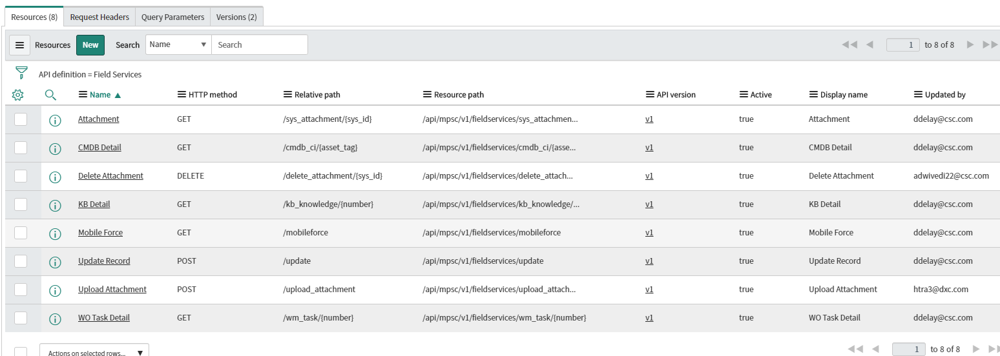 Resources (8) Request Headers Query Parameters Versions (2)
Resources New Search Name Search 1 to 8 of 8
API definition = Field Services
Name HTTP method Relative path Resource path API version Active Display name Updated by
Attachment GET /sys_attachment/{sys_id} /api/mpsc/v1/fieldservices/sys_attachmen... v1 true Attachment ddelay@csc.com
CMDB Detail GET /cmdb_ci/{asset_tag} /api/mpsc/v1/fieldservices/cmdb_ci/{asse... v1 true CMDB Detail ddelay@csc.com
Delete Attachment DELETE /delete_attachment/{sys_id} /api/mpsc/v1/fieldservices/delete_attach... v1 true Delete Attachment adwivedi22@csc.com
KB Detail GET /kb_knowledge/{number} /api/mpsc/v1/fieldservices/kb_knowledge/... v1 true KB Detail ddelay@csc.com
Mobile Force GET /mobileforce /api/mpsc/v1/fieldservices/mobileforce v1 true Mobile Force ddelay@csc.com
Update Record POST /update /api/mpsc/v1/fieldservices/update v1 true Update Record ddelay@csc.com
Upload Attachment POST /upload_attachment /api/mpsc/v1/fieldservices/upload_attach... v1 true Upload Attachment htra3@dxc.com
WO Task Detail GET /wm_task/{number} /api/mpsc/v1/fieldservices/wm_task/{number} v1 true WO Task Detail ddelay@csc.com
Actions on selected rows... 1 to 8 of 8